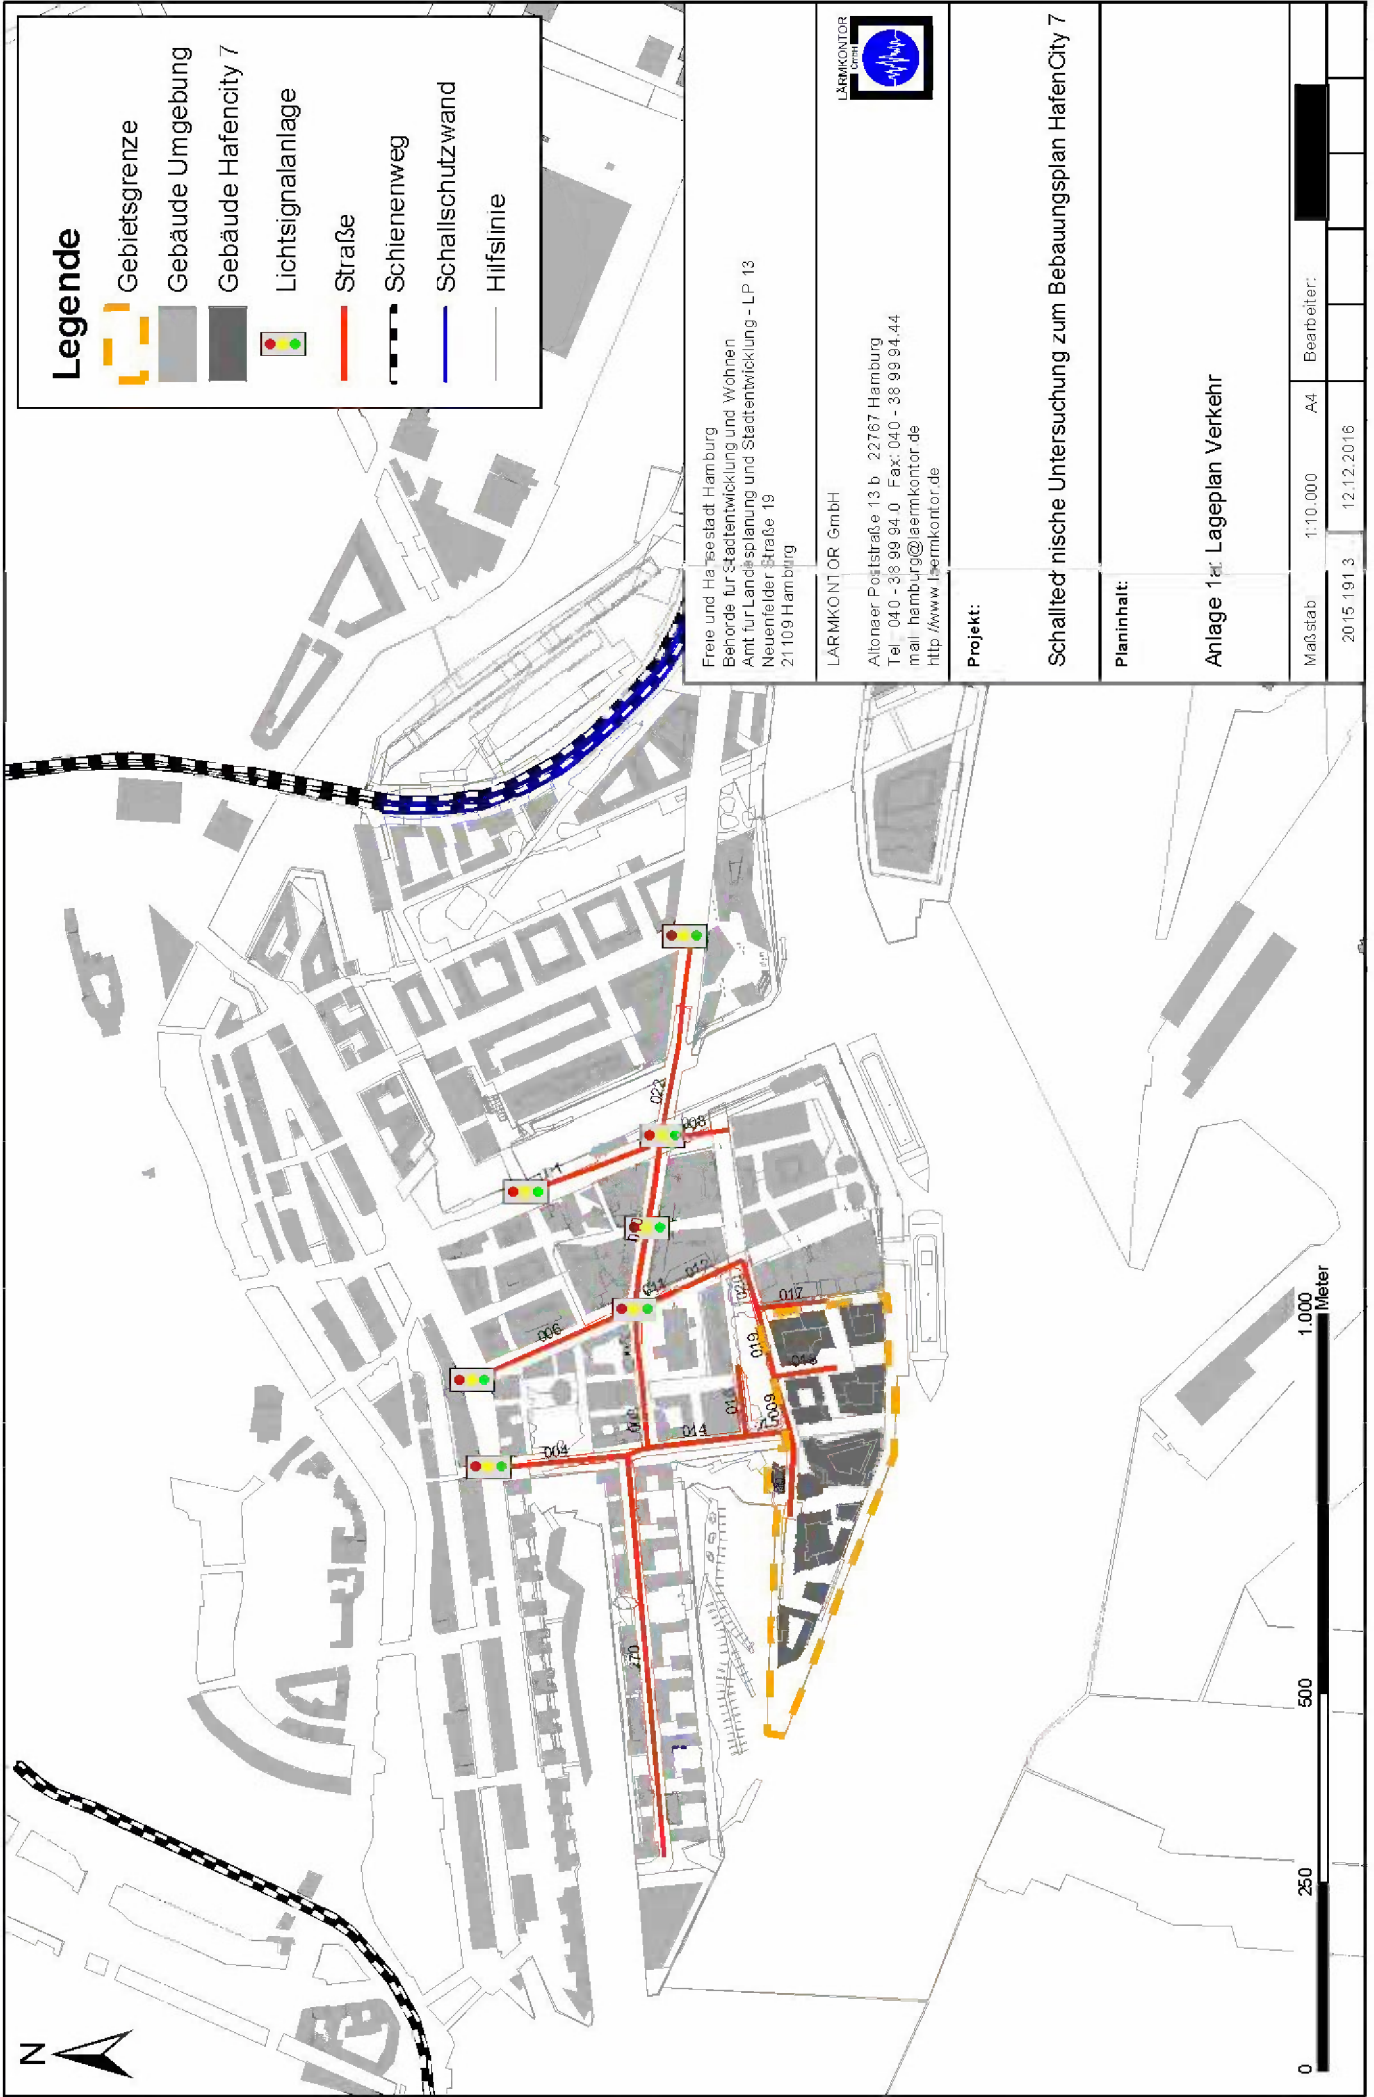 N
Legende
Gebietsgrenze
Gebäude Umgebung
Gebäude Hafencity 7
Lichtsignalanlage
Straße
Schienenweg
Schallschutzwand
Hilfslinie
004
006
011
012
014
017
019
009
022
008
170
0
250
500
1.000
Meter
Freie und Hansestadt Hamburg
Behörde für Stadtentwicklung und Wohnen
Amt für Landesplanung und Stadtentwicklung - LP 13
Neuenfelder Straße 19
21109 Hamburg
LÄRMKONTOR GmbH
Altonaer Poststraße 13 b 22767 Hamburg
Tel.: 040 - 38 99 94.0 Fax: 040 - 38 99 94.44
mail: hamburg@laermkontor.de
http://www.laermkontor.de
LÄRMKONTOR
GmbH
Projekt:
Schalltechnische Untersuchung zum Bebauungsplan HafenCity 7
Planinhalt:
Anlage 1a: Lageplan Verkehr
Maßstab 1:10.000 A4 Bearbeiter:
2015 191.3 12.12.2016